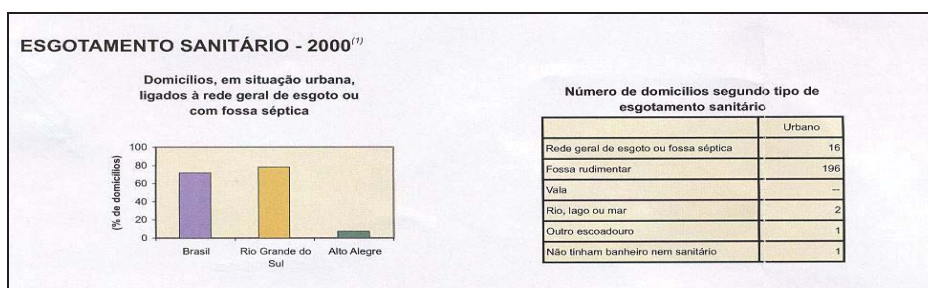 ESGOTAMENTO SANITÁRIO - 2000(1)
Domicílios, em situação urbana,
ligados à rede geral de esgoto ou
com fossa séptica
(% de domicílios)
100
80
60
40
20
0
Brasil
Rio Grande do
Sul
Alto Alegre
Número de domicílios segundo tipo de
esgotamento sanitário
Urbano
Rede geral de esgoto ou fossa séptica 16
Fossa rudimentar 196
Vala --
Rio, lago ou mar 2
Outro escoadouro 1
Não tinham banheiro nem sanitário 1